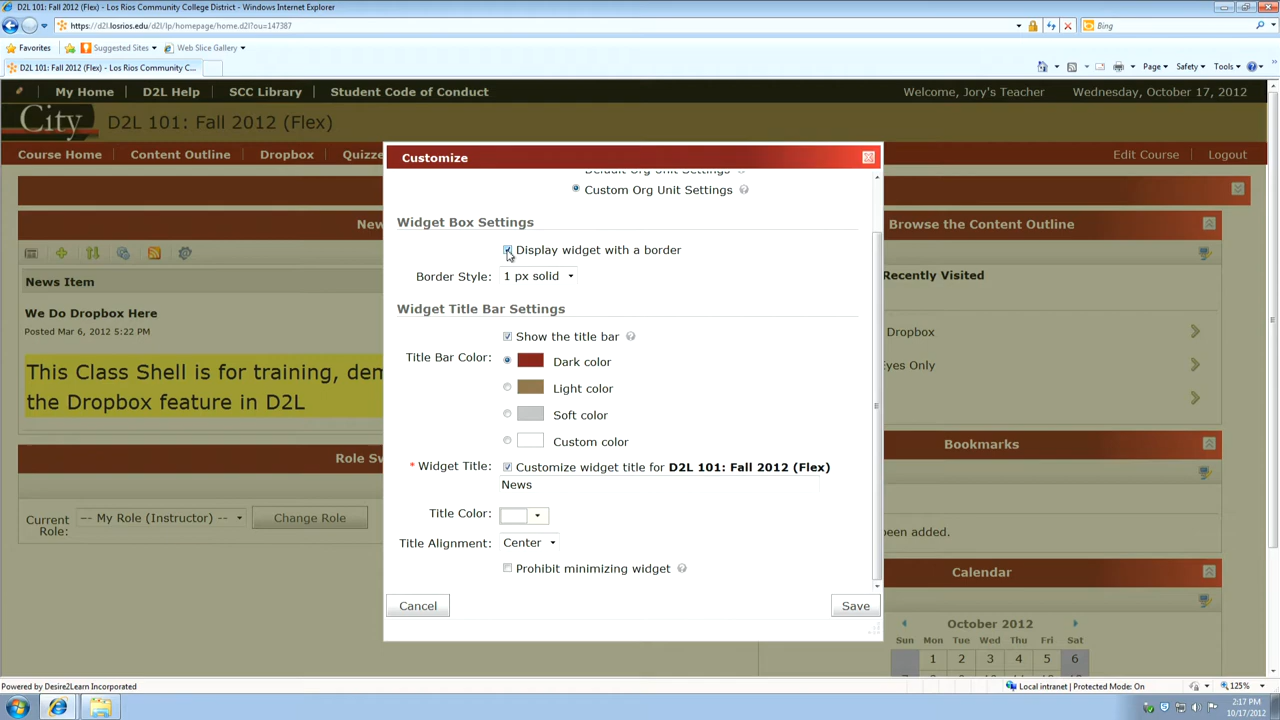 D2L 101: Fall 2012 (Flex) - Los Rios Community College District - Windows Internet Explorer
https://d2l.losrios.edu/d2l/lp/homepage/home.d2l?ou=147387
Bing
Favorites
Suggested Sites
Web Slice Gallery
D2L 101: Fall 2012 (Flex) - Los Rios Community C...
Page
Safety
Tools
My Home
D2L Help
SCC Library
Student Code of Conduct
Welcome, Jory's Teacher
Wednesday, October 17, 2012
City
D2L 101: Fall 2012 (Flex)
Course Home
Content Outline
Dropbox
Quizze
Edit Course
Logout
Customize
Default Org Unit Settings
Custom Org Unit Settings
Widget Box Settings
Display widget with a border
Border Style: 1 px solid
Widget Title Bar Settings
Show the title bar
Title Bar Color: Dark color
Light color
Soft color
Custom color
* Widget Title: Customize widget title for D2L 101: Fall 2012 (Flex)
News
Title Color:
Title Alignment: Center
Prohibit minimizing widget
Cancel
Save
New
News Item
We Do Dropbox Here
Posted Mar 6, 2012 5:22 PM
This Class Shell is for training, dem
the Dropbox feature in D2L
Role Sw
Current Role: -- My Role (Instructor) --
Change Role
Browse the Content Outline
Recently Visited
Dropbox
Eyes Only
Bookmarks
been added.
Calendar
October 2012
Sun Mon Tue Wed Thu Fri Sat
1 2 3 4 5 6
Powered by Desire2Learn Incorporated
Local intranet | Protected Mode: On
125%
2:17 PM
10/17/2012